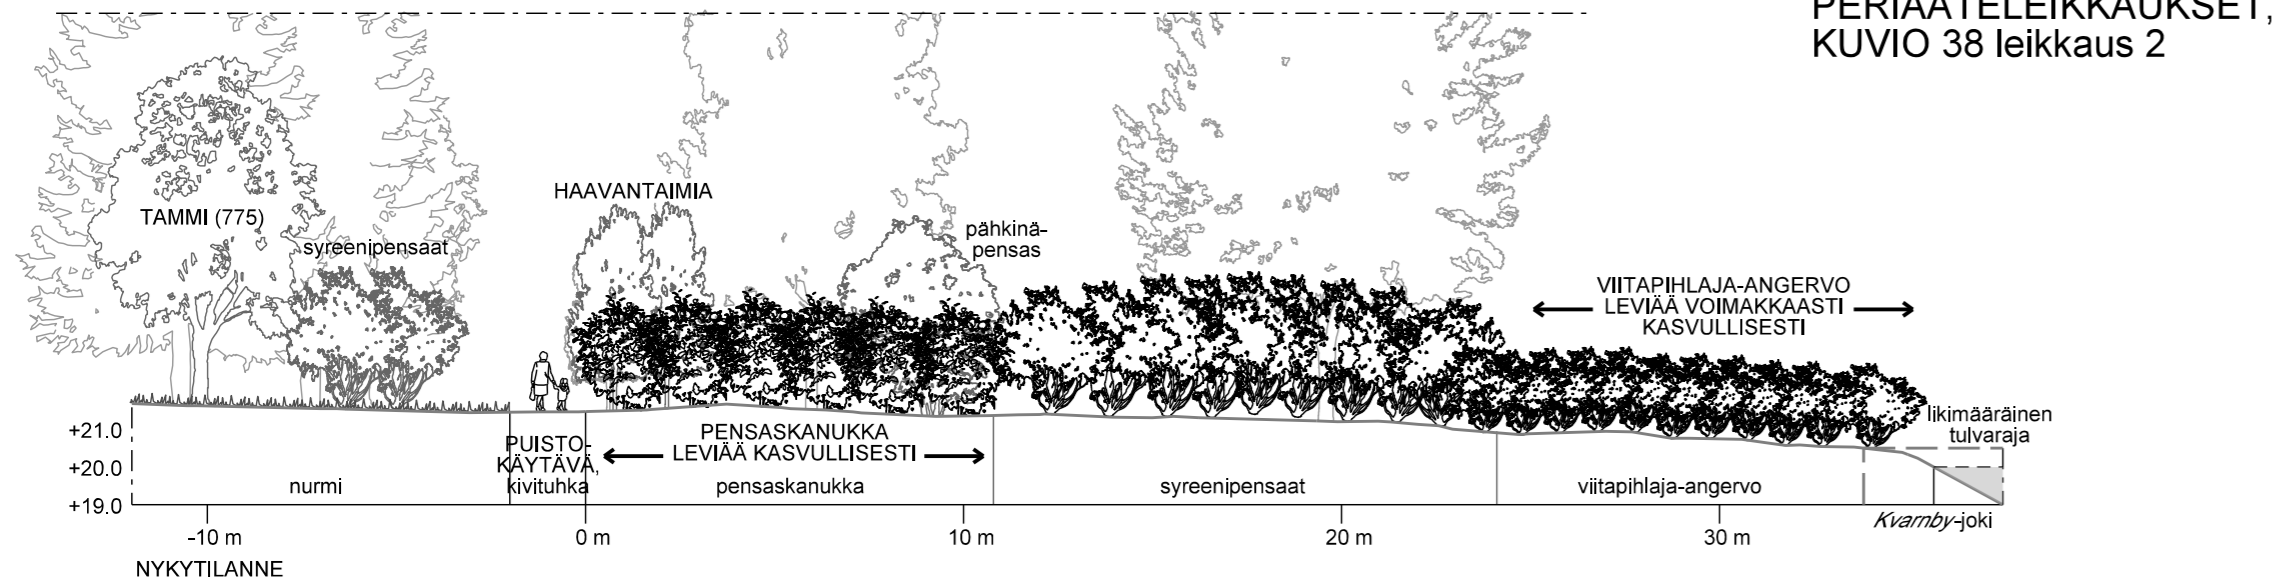 PERIAATELEIKKAUKSET,
KUVIO 38 leikkaus 2
HAAVANTAIMIA
TAMMI (775)
syreenipensaat
pähkinä-
pensas
VIITAPIHLAJA-ANGERVO
LEVIÄÄ VOIMAKKAASTI
KASVULLISESTI
likimääräinen
tulvaraja
+21.0
+20.0
+19.0
PUISTO-
KÄYTÄVÄ,
kivituhka
PENSASKANUKKA
LEVIÄÄ KASVULLISESTI
nurmi
pensaskanukka
syreenipensaat
viitapihlaja-angervo
Kvarnby-joki
-10 m
0 m
10 m
20 m
30 m
NYKYTILANNE